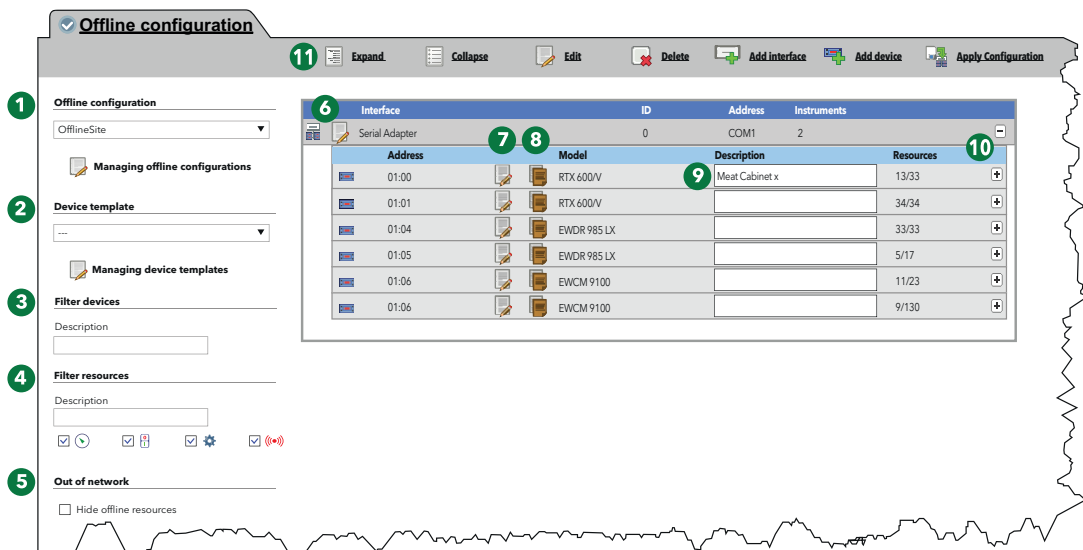 Offline configuration
11 Expand Collapse Edit Delete Add interface Add device Apply Configuration
1 Offline configuration
OfflineSite
Managing offline configurations
2 Device template
---
Managing device templates
3 Filter devices
Description
4 Filter resources
Description
5 Out of network
Hide offline resources
6 Interface ID Address Instruments
Serial Adapter 0 COM1 2
7 8 10
Address Model Description Resources
01:00 RTX 600/V 9 Meat Cabinet x 13/33
01:01 RTX 600/V 34/34
01:04 EWDR 985 LX 33/33
01:05 EWDR 985 LX 5/17
01:06 EWCM 9100 11/23
01:06 EWCM 9100 9/130